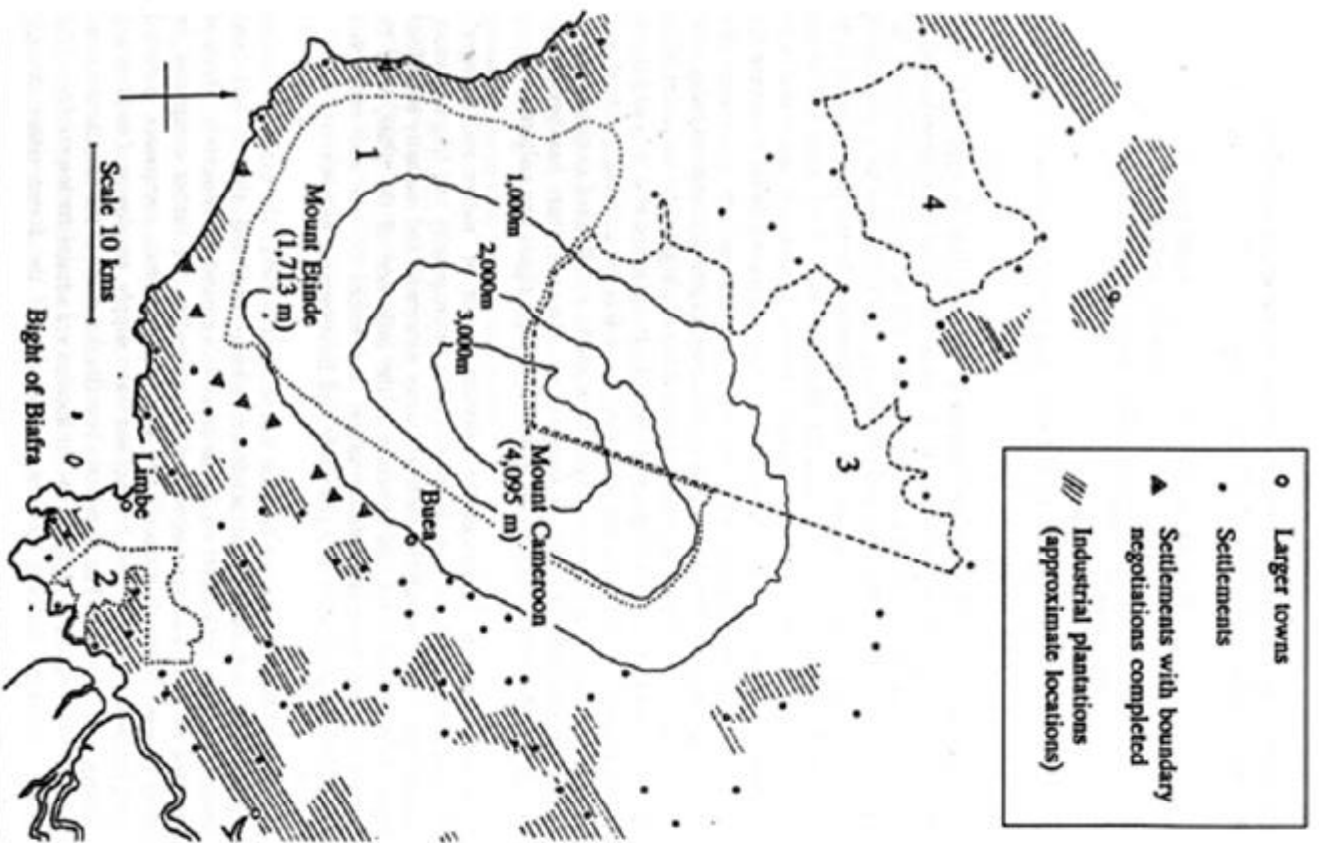 Larger towns
Settlements
Settlements with boundary
negotiations completed
Industrial plantations
(approximate locations)
4
3
1,000m
2,000m
3,000m
Mount Cameroon
(4,095 m)
1
Mount Etinde
(1,713 m)
Buea
Limbe
2
Scale 10 kms
Bight of Biafra